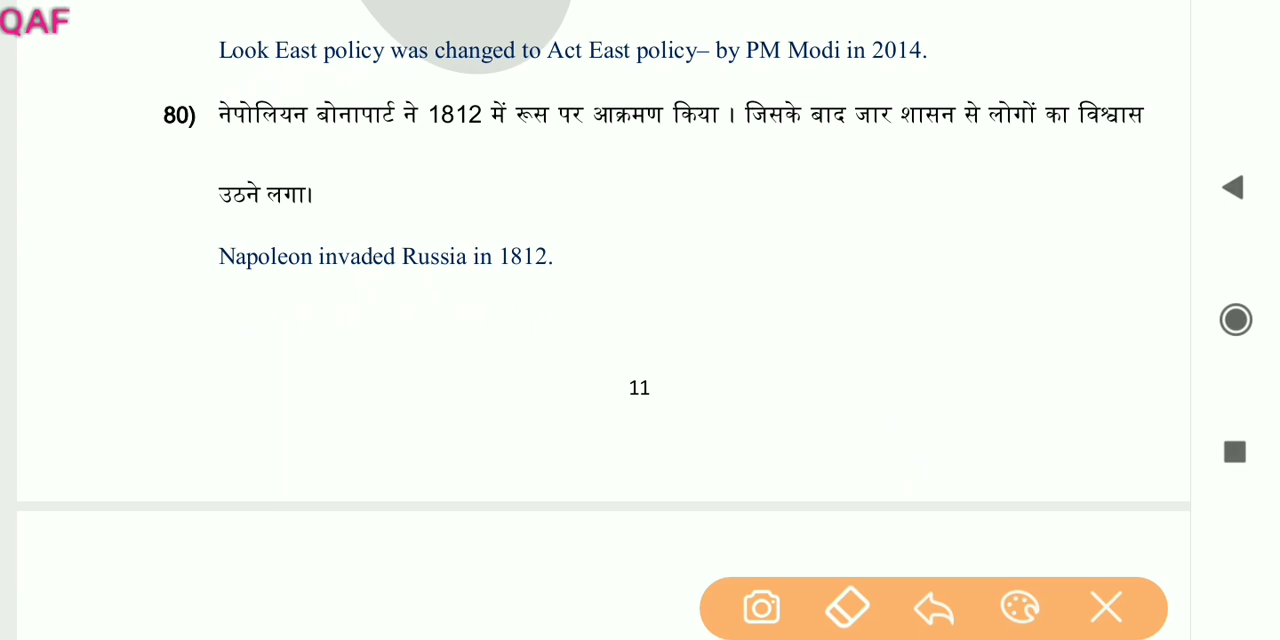 QAF
Look East policy was changed to Act East policy– by PM Modi in 2014.
80) नेपोलियन बोनापार्ट ने 1812 में रूस पर आक्रमण किया । जिसके बाद जार शासन से लोगों का विश्वास
उठने लगा।
Napoleon invaded Russia in 1812.
11